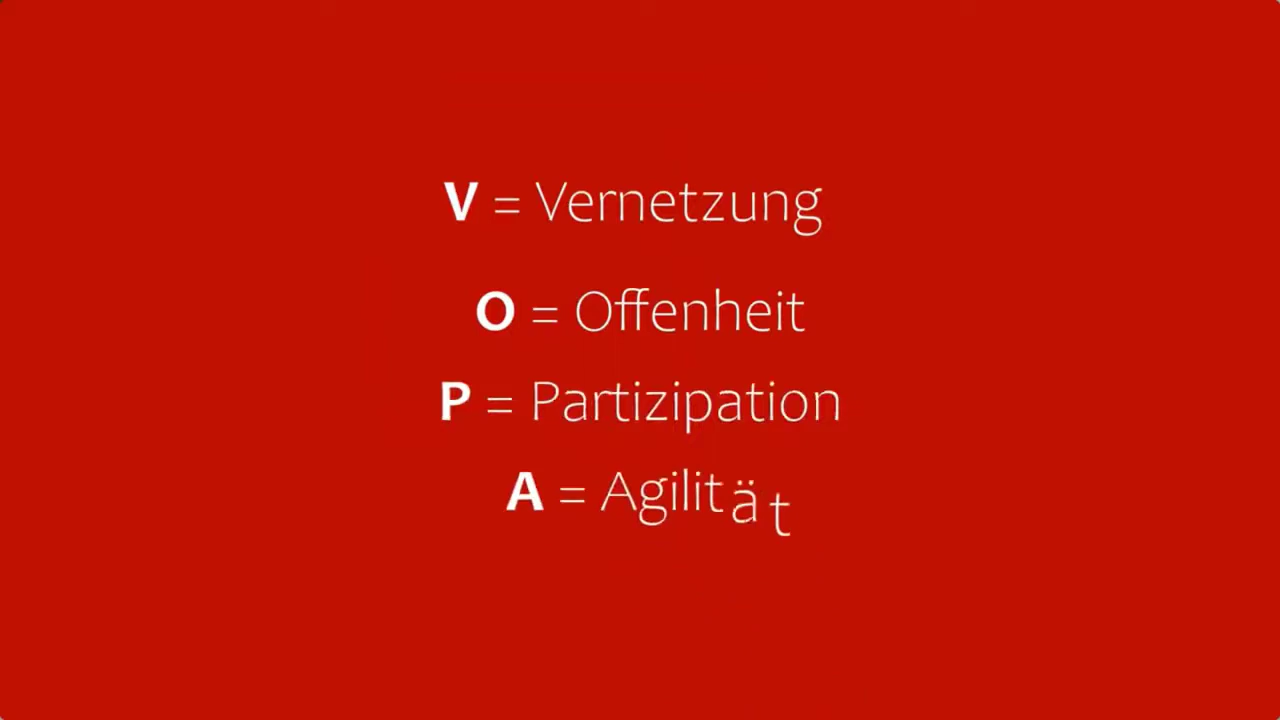 V = Vernetzung
O = Offenheit
P = Partizipation
A = Agilität